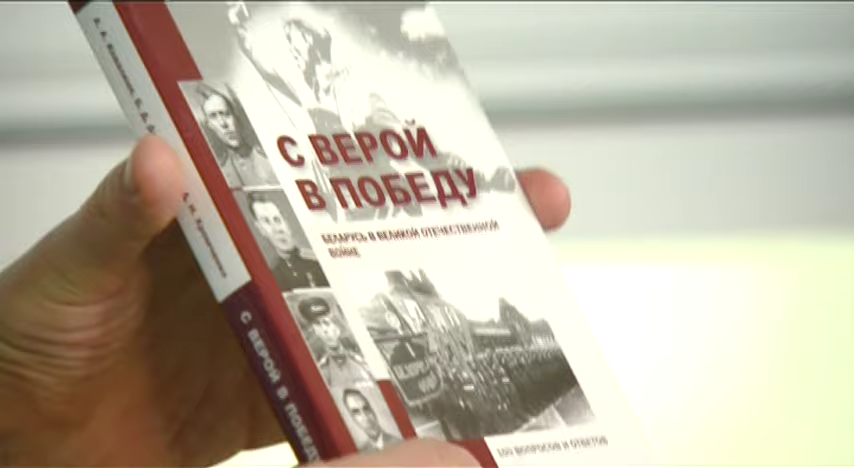 С ВЕРОЙ
В ПОБЕДУ
БЕЛАРУСЬ В ВЕЛИКОЙ ОТЕЧЕСТВЕННОЙ
ВОЙНЕ
100 ВОПРОСОВ И ОТВЕТОВ
С ВЕРОЙ В ПОБЕДУ